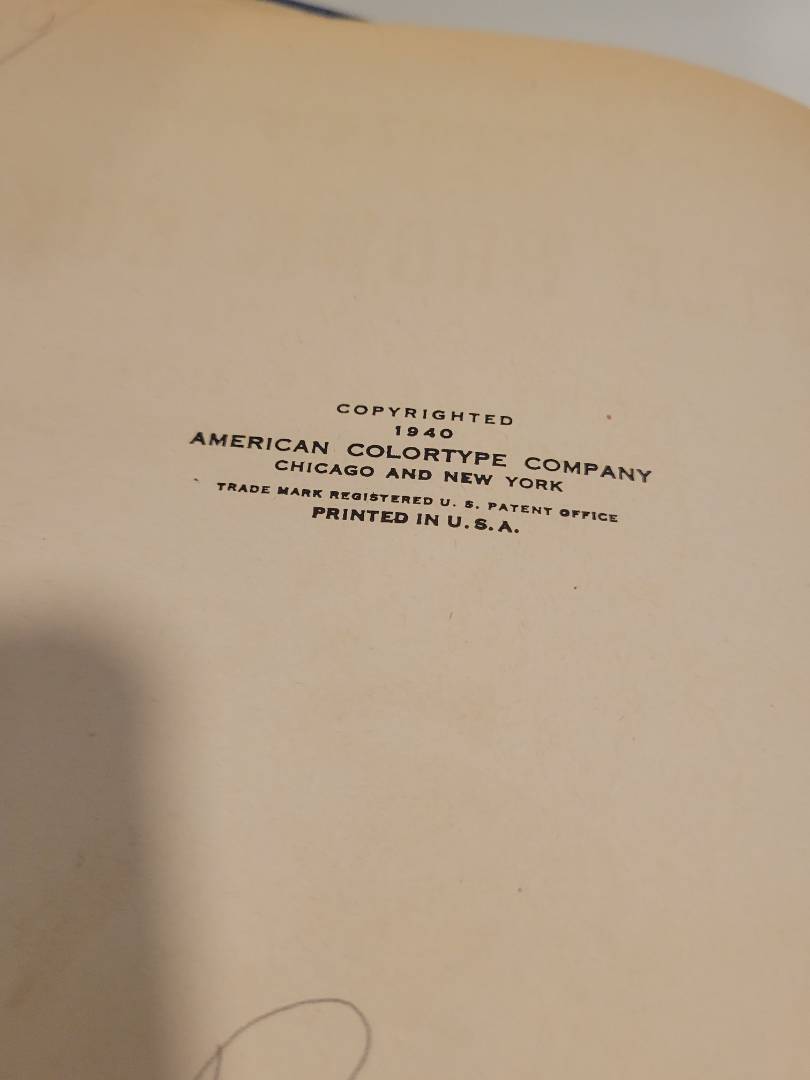 COPYRIGHTED
1940
AMERICAN COLORTYPE COMPANY
CHICAGO AND NEW YORK
TRADE MARK REGISTERED U. S. PATENT OFFICE
PRINTED IN U.S.A.